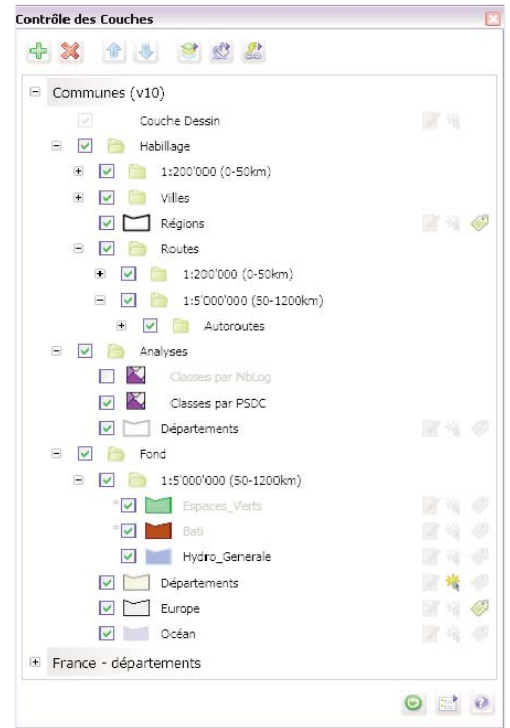 Contrôle des Couches
Communes (v10)
Couche Dessin
Habillage
1:200'000 (0-50km)
Villes
Régions
Routes
1:200'000 (0-50km)
1:5'000'000 (50-1200km)
Autoroutes
Analyses
Classes par NbLog
Classes par PSDC
Départements
Fond
1:5'000'000 (50-1200km)
*Espaces_Verts
*Bati
Hydro_Generale
Départements
Europe
Océan
France - départements